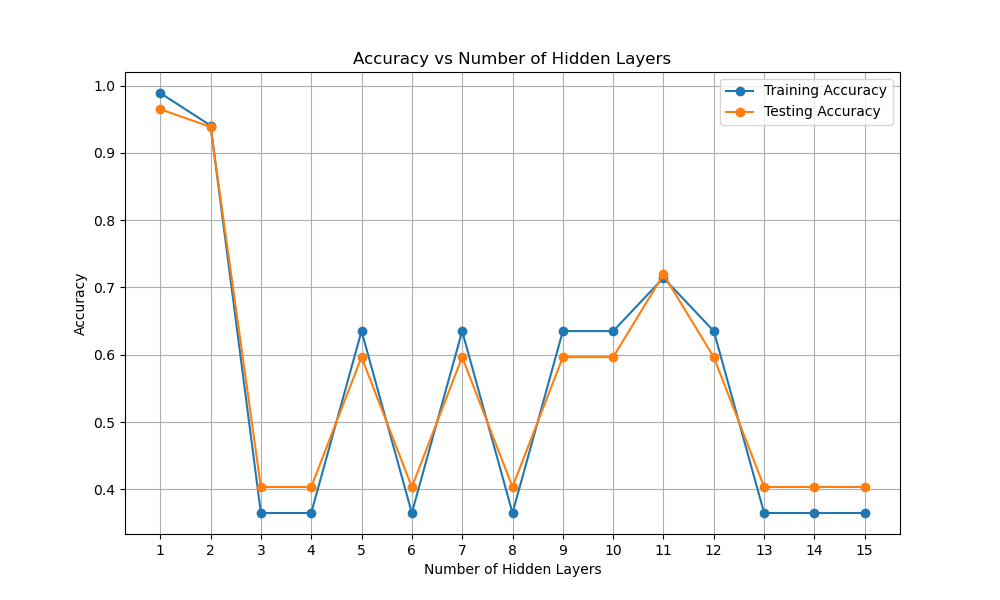 Accuracy vs Number of Hidden Layers
Training Accuracy
Testing Accuracy
Accuracy
1.0
0.9
0.8
0.7
0.6
0.5
0.4
1 2 3 4 5 6 7 8 9 10 11 12 13 14 15
Number of Hidden Layers